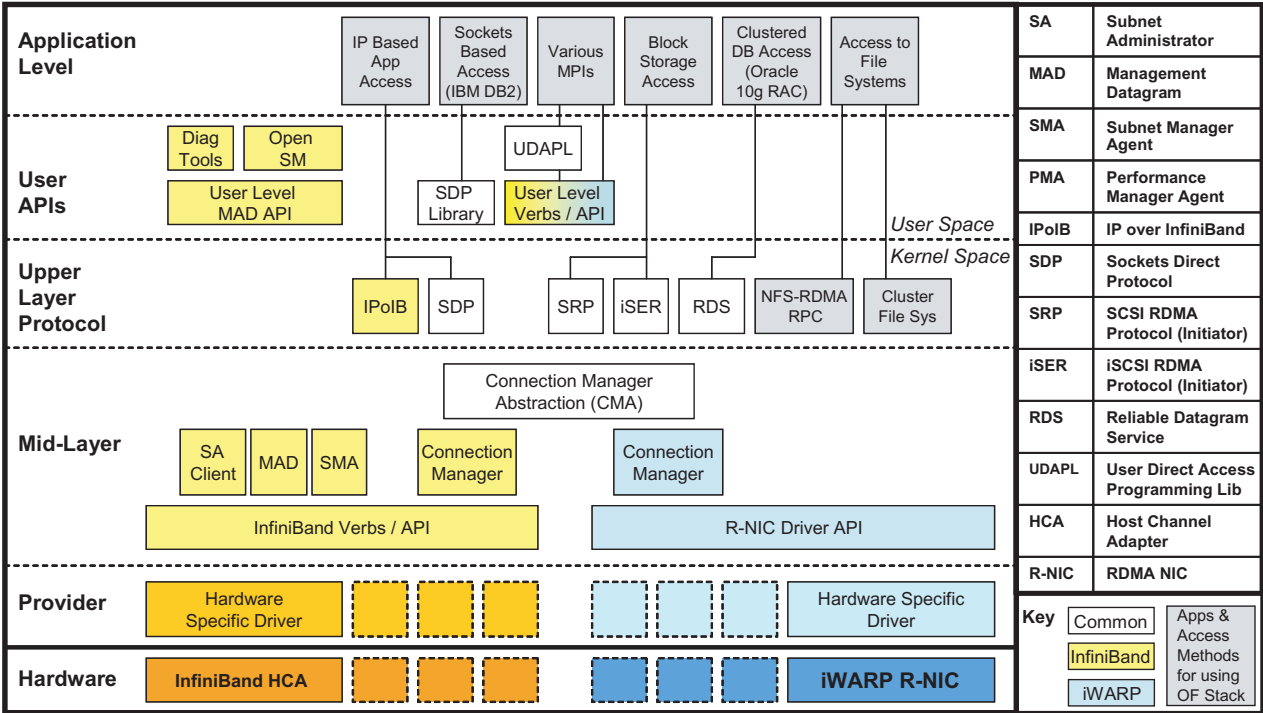 Application
Level
IP Based
App
Access
Sockets
Based
Access
(IBM DB2)
Various
MPIs
Block
Storage
Access
Clustered
DB Access
(Oracle
10g RAC)
Access to
File
Systems
User
APIs
Diag
Tools
Open
SM
User Level
MAD API
SDP
Library
UDAPL
User Level
Verbs / API
User Space
Kernel Space
Upper
Layer
Protocol
IPoIB
SDP
SRP
iSER
RDS
NFS-RDMA
RPC
Cluster
File Sys
Mid-Layer
Connection Manager
Abstraction (CMA)
SA
Client
MAD
SMA
Connection
Manager
Connection
Manager
InfiniBand Verbs / API
R-NIC Driver API
Provider
Hardware
Specific Driver
Hardware Specific
Driver
Hardware
InfiniBand HCA
iWARP R-NIC
SA
Subnet
Administrator
MAD
Management
Datagram
SMA
Subnet Manager
Agent
PMA
Performance
Manager Agent
IPoIB
IP over InfiniBand
SDP
Sockets Direct
Protocol
SRP
SCSI RDMA
Protocol (Initiator)
iSER
iSCSI RDMA
Protocol (Initiator)
RDS
Reliable Datagram
Service
UDAPL
User Direct Access
Programming Lib
HCA
Host Channel
Adapter
R-NIC
RDMA NIC
Key
Common
InfiniBand
iWARP
Apps &
Access
Methods
for using
OF Stack